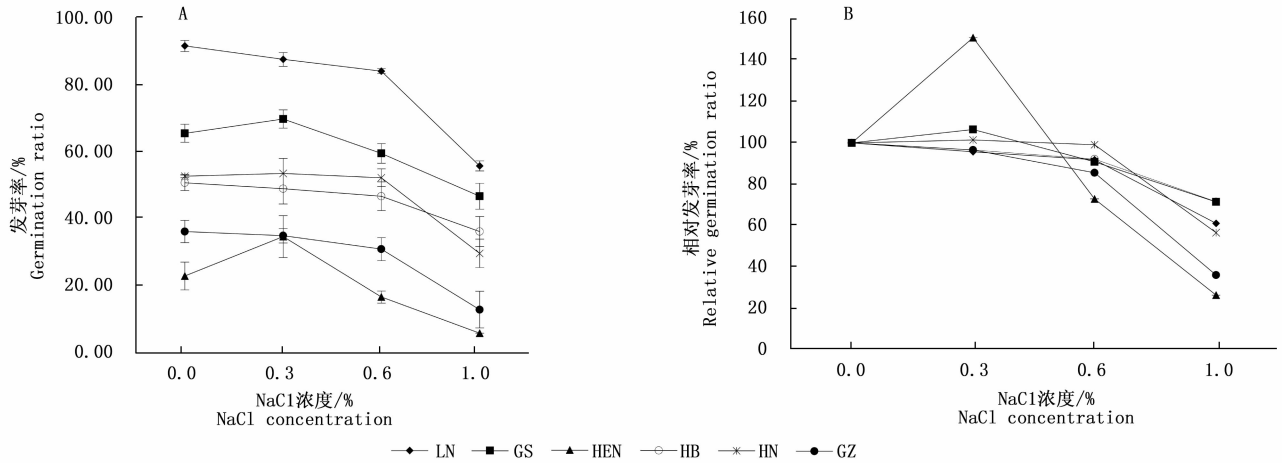 A
100.00
80.00
60.00
40.00
20.00
0.00
发芽率/%
Germination ratio/%
0.0 0.3 0.6 1.0
NaCl浓度/%
NaCl concentration
B
160
140
120
100
80
60
40
20
0
相对发芽率/%
Relative germination ratio/%
0.0 0.3 0.6 1.0
NaCl浓度/%
NaCl concentration
LN GS HEN HB HN GZ